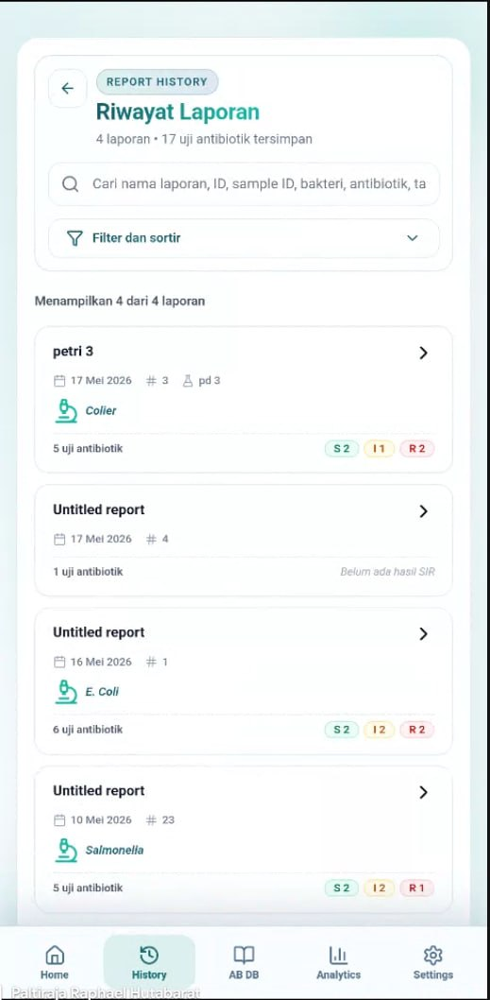 REPORT HISTORY
Riwayat Laporan
4 laporan • 17 uji antibiotik tersimpan
Cari nama laporan, ID, sample ID, bakteri, antibiotik, ta
Filter dan sortir
Menampilkan 4 dari 4 laporan
petri 3
17 Mei 2026 # 3 pd 3
Colier
5 uji antibiotik S 2 I 1 R 2
Untitled report
17 Mei 2026 # 4
1 uji antibiotik Belum ada hasil SIR
Untitled report
16 Mei 2026 # 1
E. Coli
6 uji antibiotik S 2 I 2 R 2
Untitled report
10 Mei 2026 # 23
Salmonella
5 uji antibiotik S 2 I 2 R 1
Home History AB DB Analytics Settings
Paltiraja Raphael Hutabarat